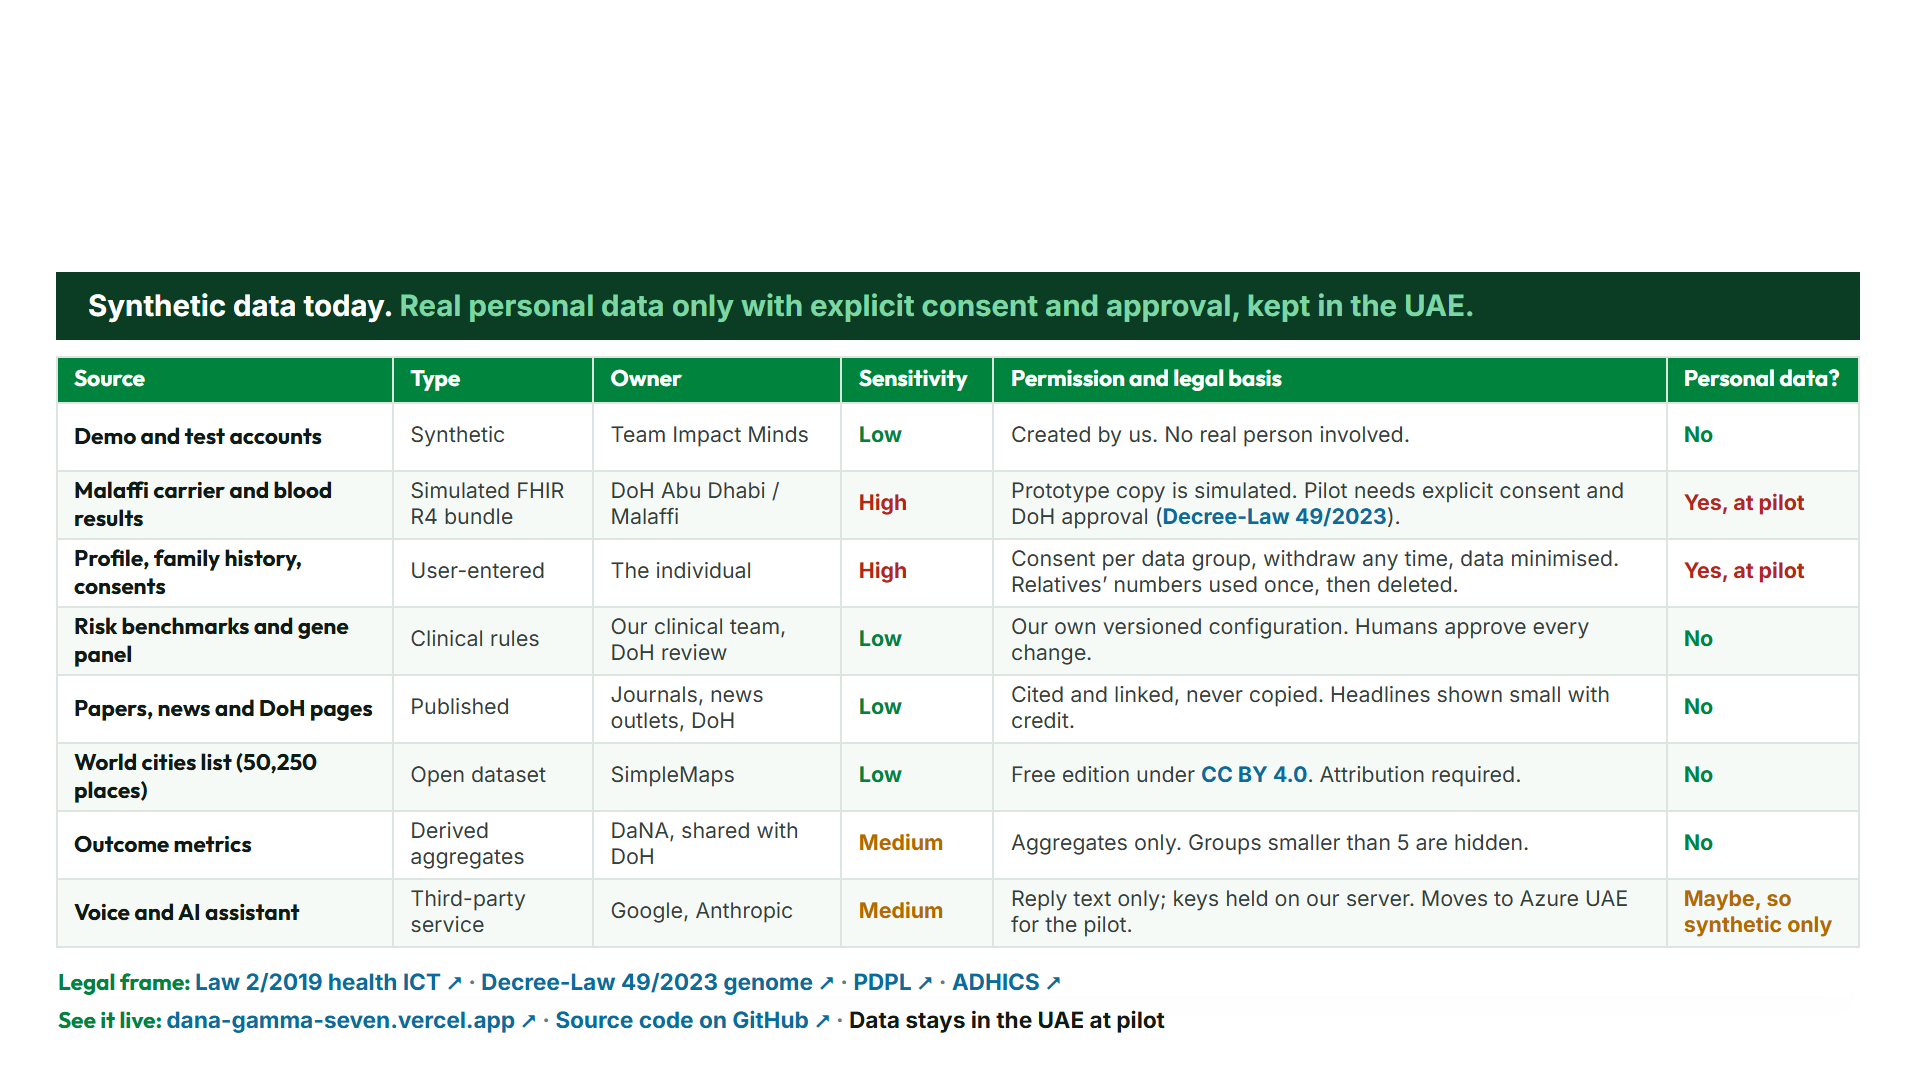 Synthetic data today. Real personal data only with explicit consent and approval, kept in the UAE.
Source Type Owner Sensitivity Permission and legal basis Personal data?
Demo and test accounts Synthetic Team Impact Minds Low Created by us. No real person involved. No
Malaffi carrier and blood results Simulated FHIR R4 bundle DoH Abu Dhabi / Malaffi High Prototype copy is simulated. Pilot needs explicit consent and DoH approval (Decree-Law 49/2023). Yes, at pilot
Profile, family history, consents User-entered The individual High Consent per data group, withdraw any time, data minimised. Relatives’ numbers used once, then deleted. Yes, at pilot
Risk benchmarks and gene panel Clinical rules Our clinical team, DoH review Low Our own versioned configuration. Humans approve every change. No
Papers, news and DoH pages Published Journals, news outlets, DoH Low Cited and linked, never copied. Headlines shown small with credit. No
World cities list (50,250 places) Open dataset SimpleMaps Low Free edition under CC BY 4.0. Attribution required. No
Outcome metrics Derived aggregates DaNA, shared with DoH Medium Aggregates only. Groups smaller than 5 are hidden. No
Voice and AI assistant Third-party service Google, Anthropic Medium Reply text only; keys held on our server. Moves to Azure UAE for the pilot. Maybe, so synthetic only
Legal frame: Law 2/2019 health ICT ↗ · Decree-Law 49/2023 genome ↗ · PDPL ↗ · ADHICS ↗
See it live: dana-gamma-seven.vercel.app ↗ · Source code on GitHub ↗ · Data stays in the UAE at pilot